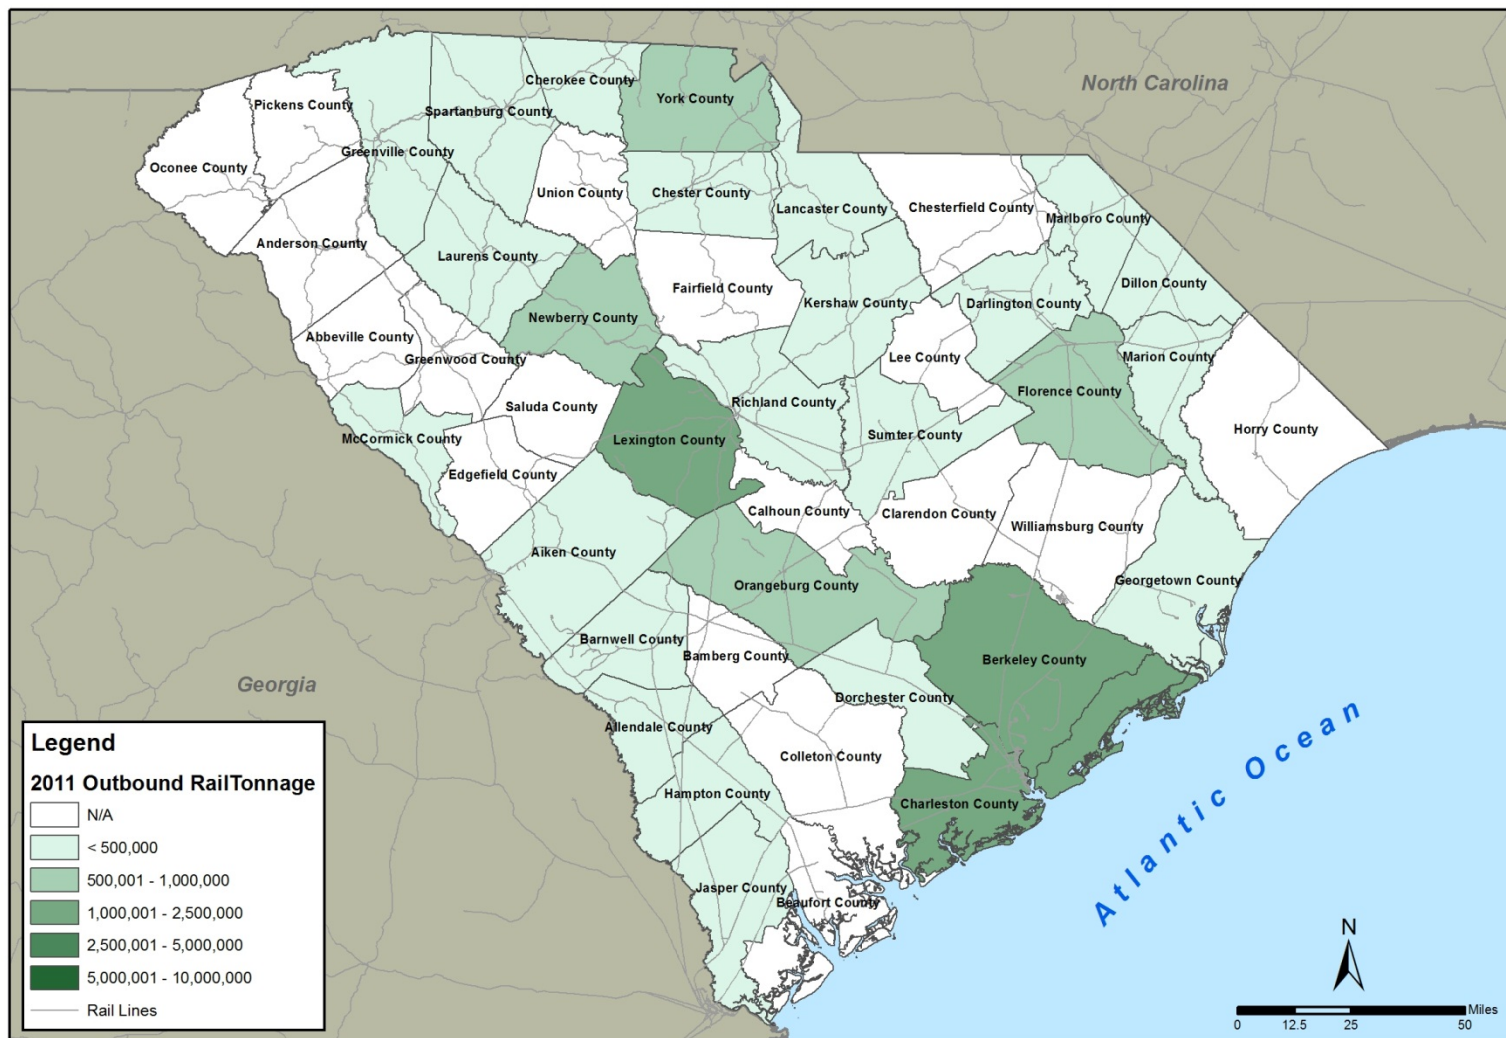 North Carolina
Cherokee County
York County
Pickens County
Spartanburg County
Greenville County
Oconee County
Union County
Chester County
Lancaster County
Chesterfield County
Marlboro County
Anderson County
Laurens County
Fairfield County
Kershaw County
Darlington County
Dillon County
Newberry County
Abbeville County
Greenwood County
Lee County
Marion County
Florence County
Saluda County
Richland County
Horry County
McCormick County
Lexington County
Sumter County
Edgefield County
Calhoun County
Clarendon County
Williamsburg County
Aiken County
Orangeburg County
Georgetown County
Barnwell County
Bamberg County
Berkeley County
Georgia
Dorchester County
Allendale County
Colleton County
Hampton County
Charleston County
Jasper County
Beaufort County
Atlantic Ocean
Legend
2011 Outbound RailTonnage
N/A
< 500,000
500,001 - 1,000,000
1,000,001 - 2,500,000
2,500,001 - 5,000,000
5,000,001 - 10,000,000
Rail Lines
N
Miles
0 12.5 25 50